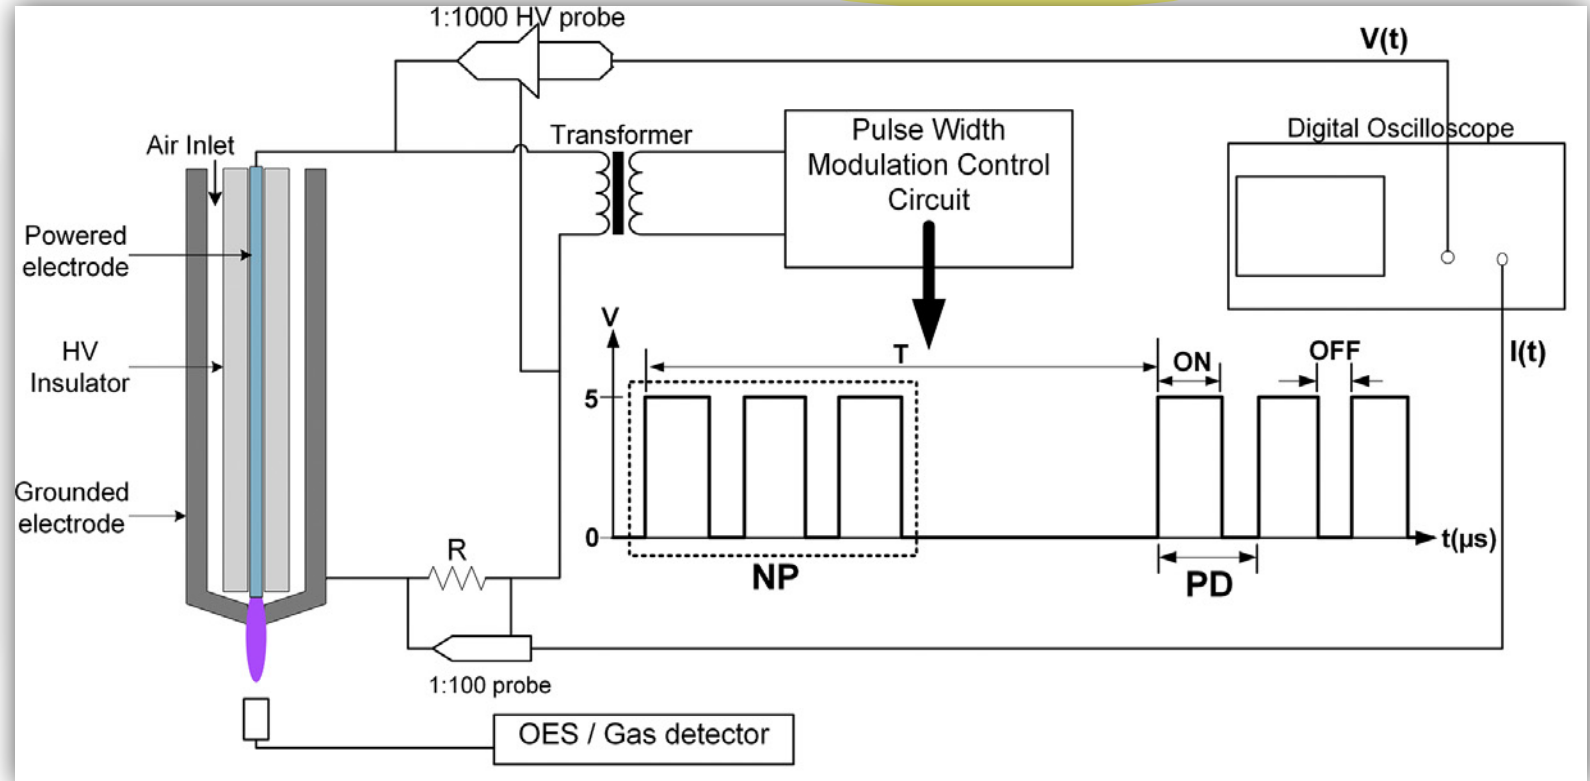 1:1000 HV probe
V(t)
Air Inlet
Transformer
Pulse Width
Modulation Control
Circuit
Digital Oscilloscope
Powered
electrode
HV
Insulator
Grounded
electrode
V
T
ON
OFF
I(t)
5
0
t(µs)
NP
PD
R
1:100 probe
OES / Gas detector